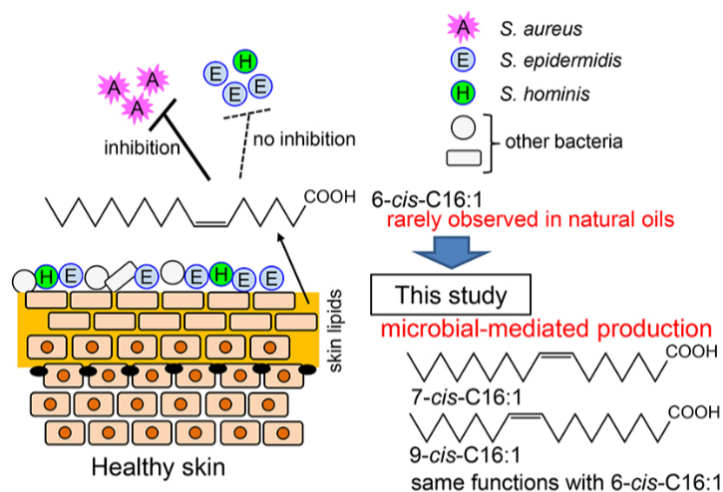 A S. aureus
E S. epidermidis
H S. hominis
other bacteria
A A A
E H E E E
inhibition
no inhibition
COOH
6-cis-C16:1
rarely observed in natural oils
H E E E H E E
skin lipids
Healthy skin
This study
microbial-mediated production
COOH
7-cis-C16:1
COOH
9-cis-C16:1
same functions with 6-cis-C16:1